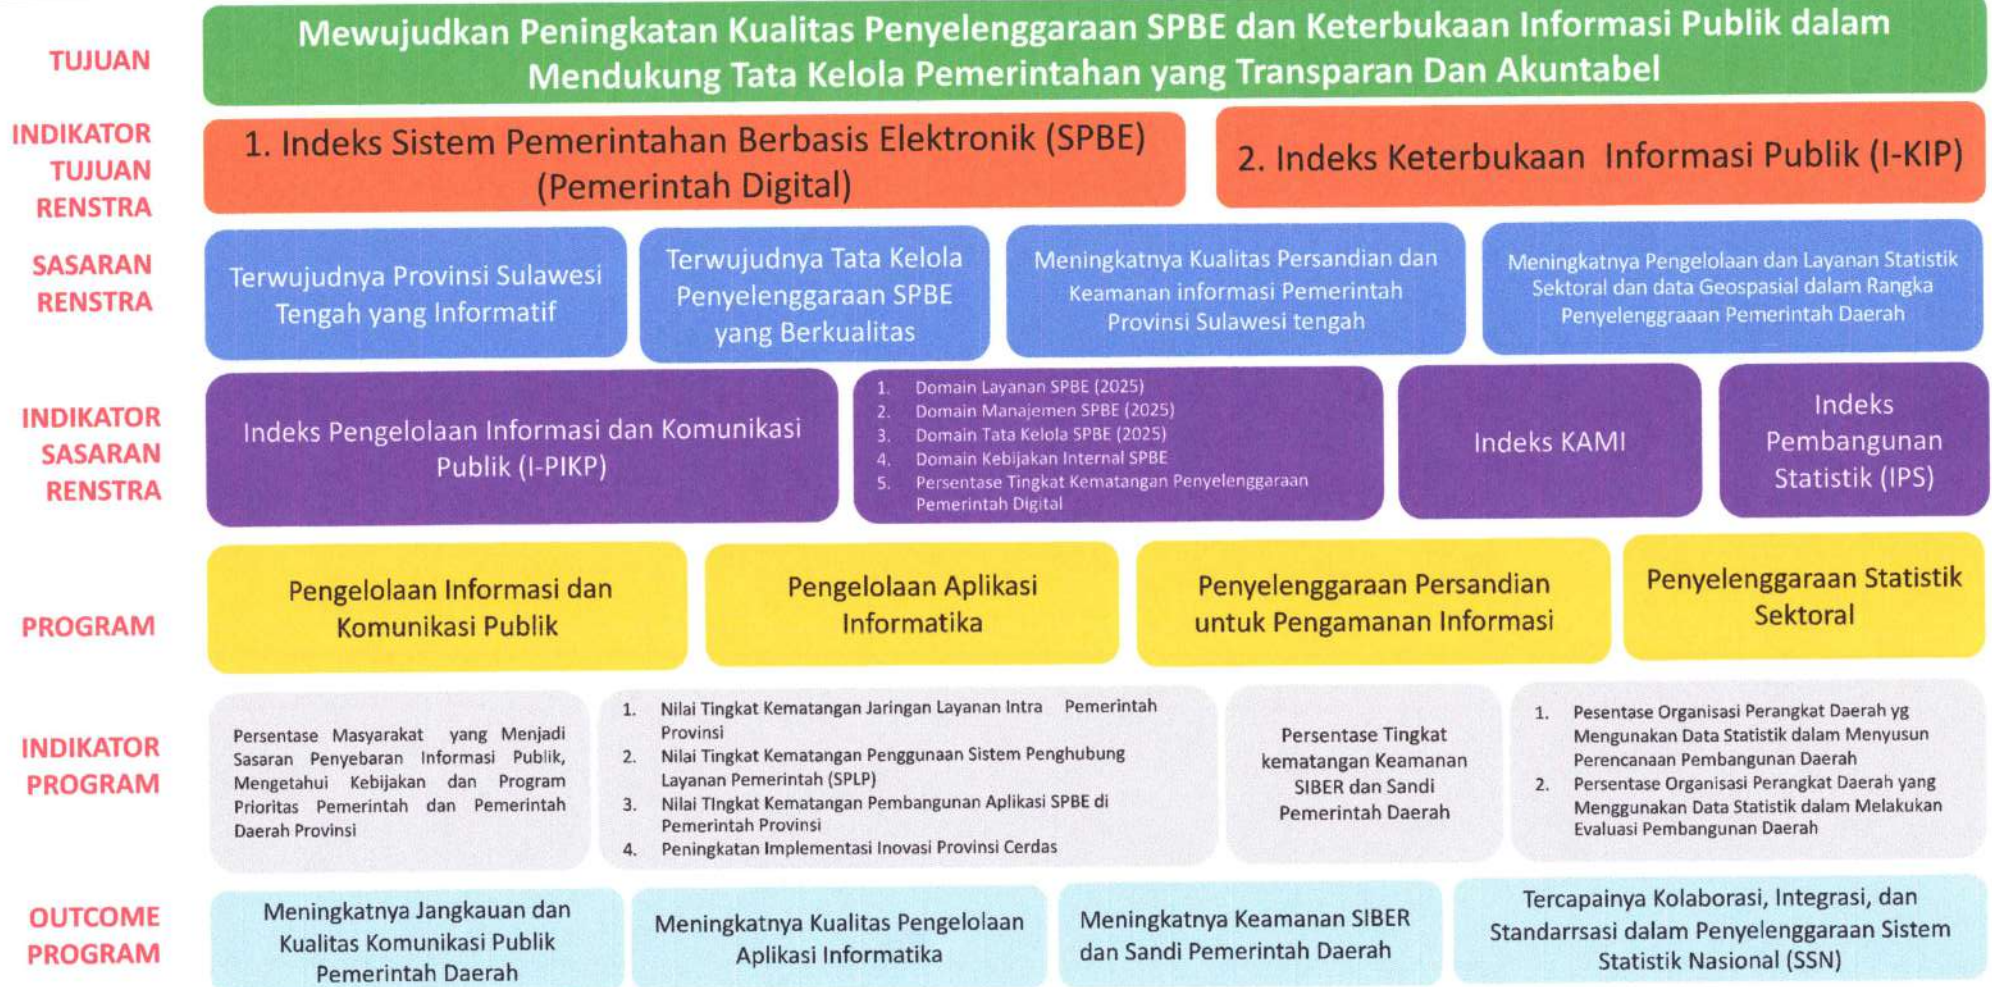 TUJUAN
Mewujudkan Peningkatan Kualitas Penyelenggaraan SPBE dan Keterbukaan Informasi Publik dalam
Mendukung Tata Kelola Pemerintahan yang Transparan Dan Akuntabel
INDIKATOR
TUJUAN
RENSTRA
1. Indeks Sistem Pemerintahan Berbasis Elektronik (SPBE)
(Pemerintah Digital)
2. Indeks Keterbukaan Informasi Publik (I-KIP)
SASARAN
RENSTRA
Terwujudnya Provinsi Sulawesi
Tengah yang Informatif
Terwujudnya Tata Kelola
Penyelenggaraan SPBE
yang Berkualitas
Meningkatnya Kualitas Persandian dan
Keamanan informasi Pemerintah
Provinsi Sulawesi tengah
Meningkatnya Pengelolaan dan Layanan Statistik
Sektoral dan data Geospasial dalam Rangka
Penyelenggraaan Pemerintah Daerah
INDIKATOR
SASARAN
RENSTRA
Indeks Pengelolaan Informasi dan Komunikasi
Publik (I-PIKP)
1. Domain Layanan SPBE (2025)
2. Domain Manajemen SPBE (2025)
3. Domain Tata Kelola SPBE (2025)
4. Domain Kebijakan Internal SPBE
5. Persentase Tingkat Kematangan Penyelenggaraan
Pemerintah Digital
Indeks KAMI
Indeks
Pembangunan
Statistik (IPS)
PROGRAM
Pengelolaan Informasi dan
Komunikasi Publik
Pengelolaan Aplikasi
Informatika
Penyelenggaraan Persandian
untuk Pengamanan Informasi
Penyelenggaraan Statistik
Sektoral
INDIKATOR
PROGRAM
Persentase Masyarakat yang Menjadi
Sasaran Penyebaran Informasi Publik,
Mengetahui Kebijakan dan Program
Prioritas Pemerintah dan Pemerintah
Daerah Provinsi
1. Nilai Tingkat Kematangan Jaringan Layanan Intra Pemerintah
Provinsi
2. Nilai Tingkat Kematangan Penggunaan Sistem Penghubung
Layanan Pemerintah (SPLP)
3. Nilai TIngkat Kematangan Pembangunan Aplikasi SPBE di
Pemerintah Provinsi
4. Peningkatan Implementasi Inovasi Provinsi Cerdas
Persentase Tingkat
kematangan Keamanan
SIBER dan Sandi
Pemerintah Daerah
1. Pesentase Organisasi Perangkat Daerah yg
Mengunakan Data Statistik dalam Menyusun
Perencanaan Pembangunan Daerah
2. Persentase Organisasi Perangkat Daerah yang
Menggunakan Data Statistik dalam Melakukan
Evaluasi Pembangunan Daerah
OUTCOME
PROGRAM
Meningkatnya Jangkauan dan
Kualitas Komunikasi Publik
Pemerintah Daerah
Meningkatnya Kualitas Pengelolaan
Aplikasi Informatika
Meningkatnya Keamanan SIBER
dan Sandi Pemerintah Daerah
Tercapainya Kolaborasi, Integrasi, dan
Standarrsasi dalam Penyelenggaraan Sistem
Statistik Nasional (SSN)